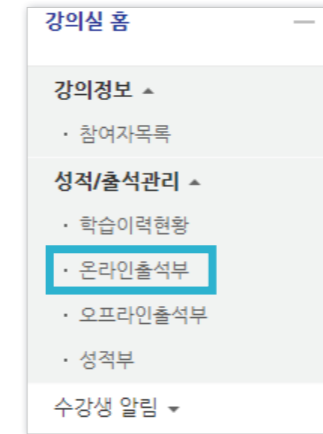 강의실 홈
강의정보 ▲
· 참여자목록
성적/출석관리 ▲
· 학습이력현황
· 온라인출석부
· 오프라인출석부
· 성적부
수강생 알림 ▼